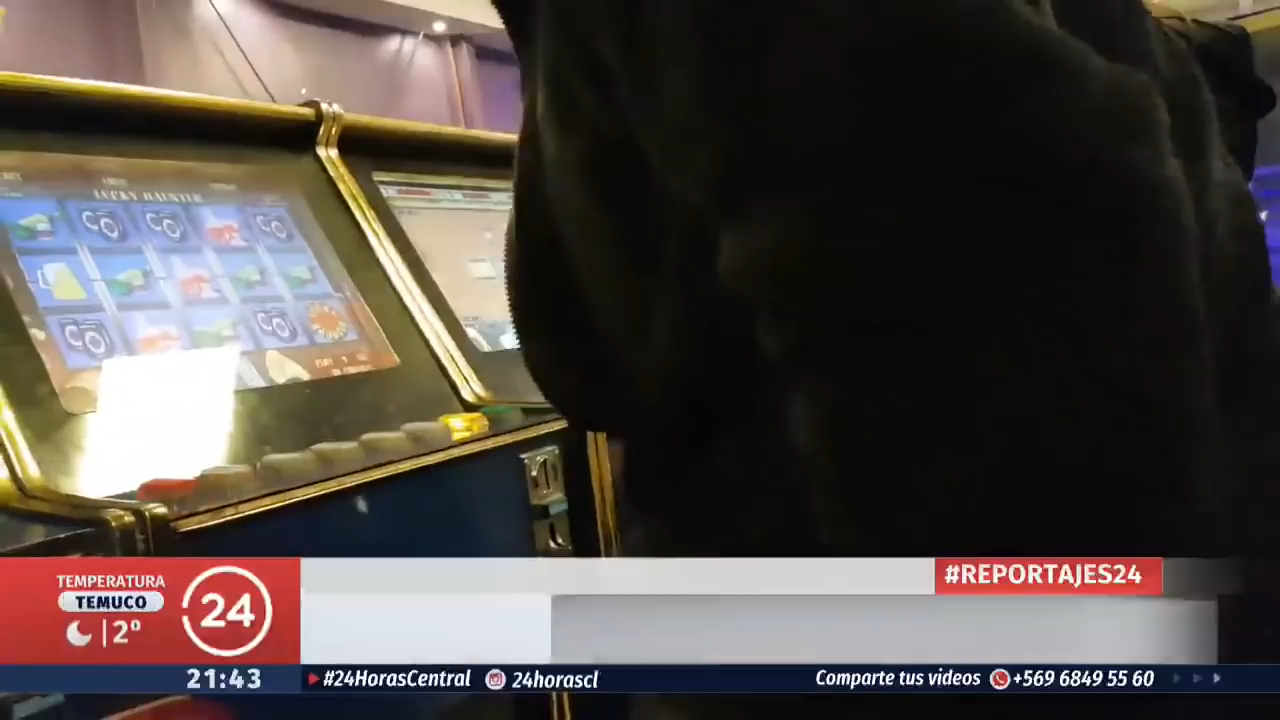 LUCKY HAUNTER
#REPORTAJES24
TEMPERATURA
TEMUCO
2°
24
21:43
#24HorasCentral
24horascl
Comparte tus videos
+569 6849 55 60